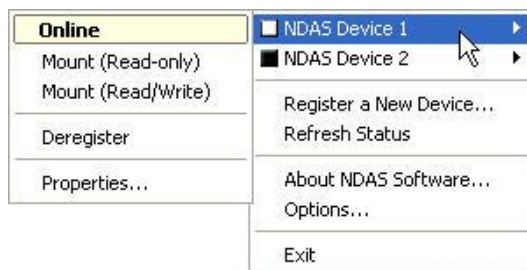 Online
Mount (Read-only)
Mount (Read/Write)
Deregister
Properties...
NDAS Device 1
NDAS Device 2
Register a New Device...
Refresh Status
About NDAS Software...
Options...
Exit